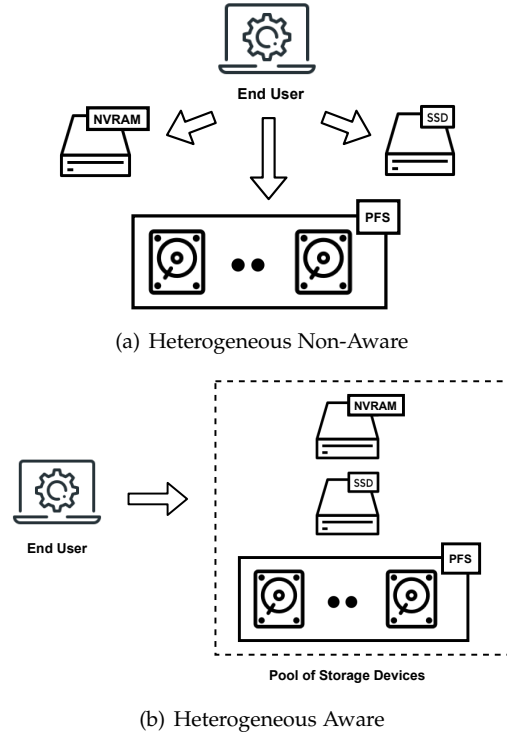 End User
NVRAM
SSD
PFS
(a) Heterogeneous Non-Aware
NVRAM
SSD
End User
PFS
Pool of Storage Devices
(b) Heterogeneous Aware